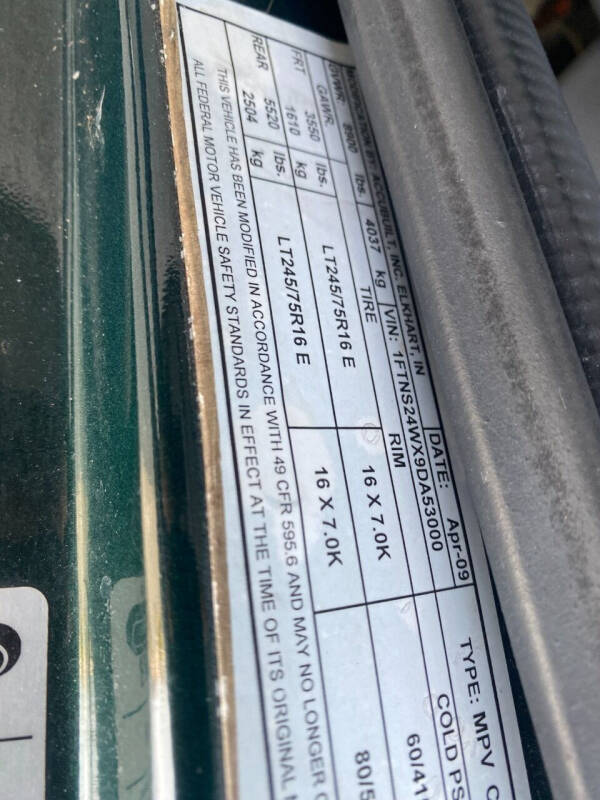 MODIFICATION BY: ACCUBUILT, INC. ELKHART, IN DATE: Apr-09 TYPE: MPV
GVWR: 8900 lbs. 4037 kg VIN: 1FTNS24WX9DA53000
GAWR TIRE RIM COLD PS
FRT 3550 lbs. 1610 kg LT245/75R16 E 16 X 7.0K 60/41
REAR 5520 lbs. 2504 kg LT245/75R16 E 16 X 7.0K 80/5
THIS VEHICLE HAS BEEN MODIFIED IN ACCORDANCE WITH 49 CFR 595.6 AND MAY NO LONGER C
ALL FEDERAL MOTOR VEHICLE SAFETY STANDARDS IN EFFECT AT THE TIME OF ITS ORIGINAL